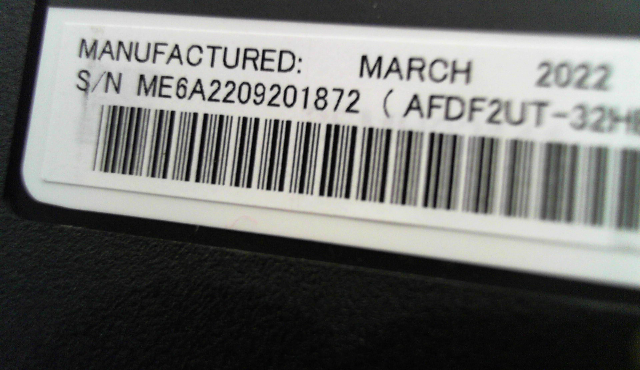 MANUFACTURED: MARCH 2022
S/N ME6A2209201872 ( AFDF2UT-32H